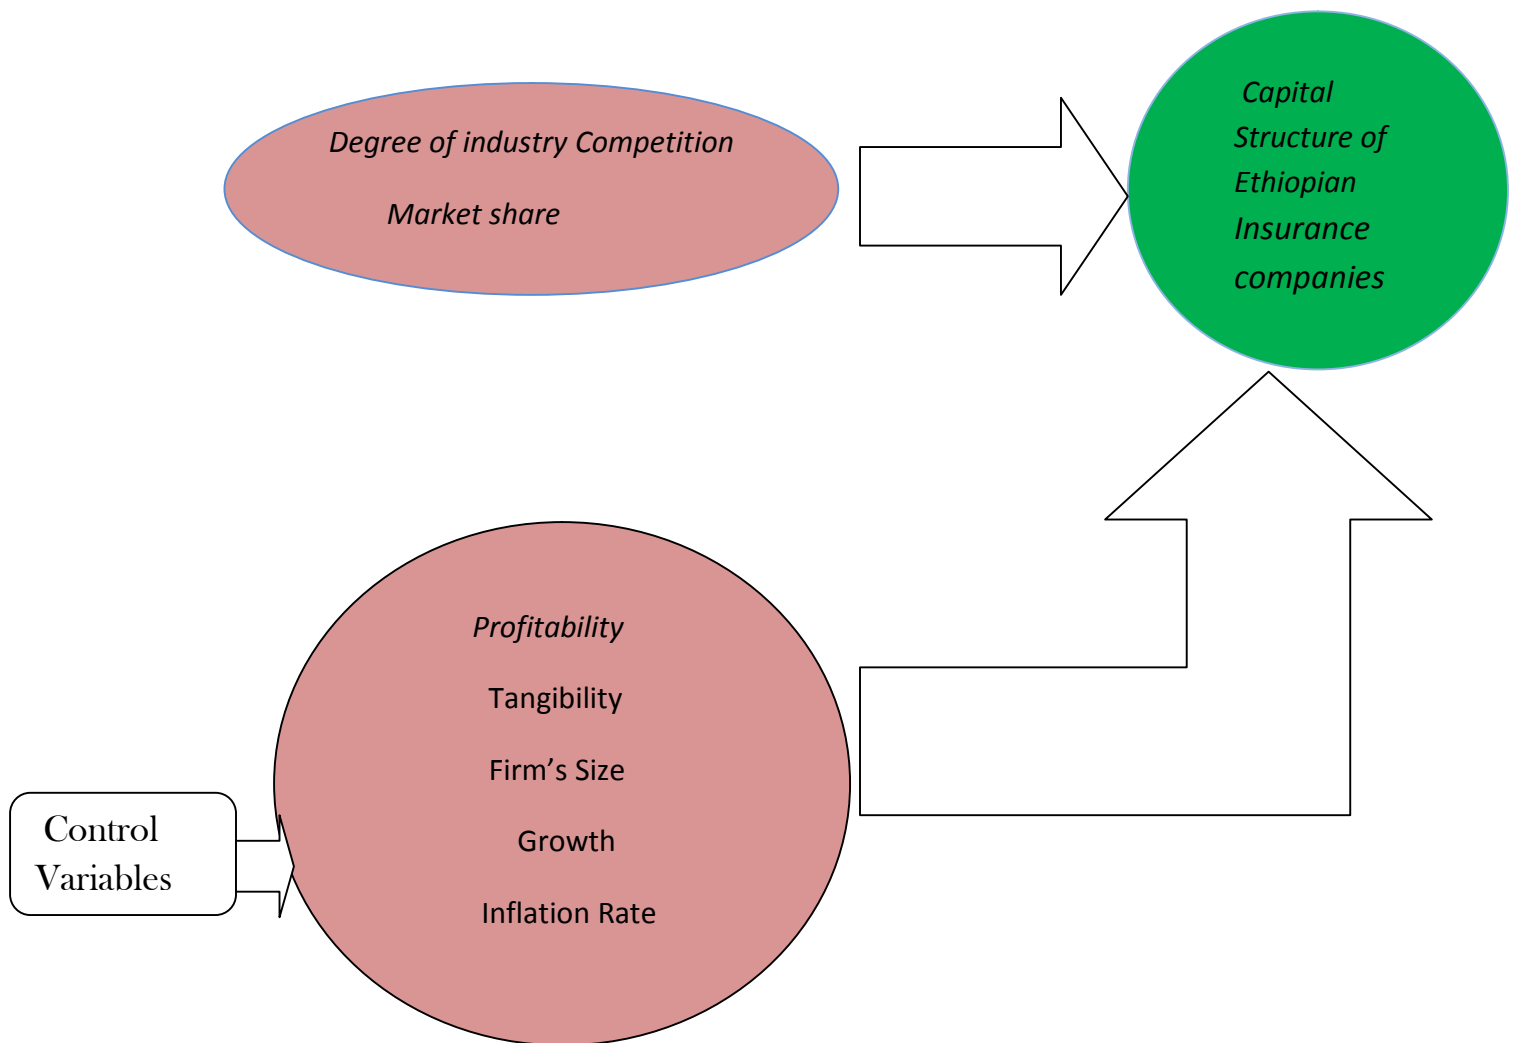 Degree of industry Competition
Market share
Capital
Structure of
Ethiopian
Insurance
companies
Profitability
Tangibility
Firm’s Size
Growth
Inflation Rate
Control
Variables